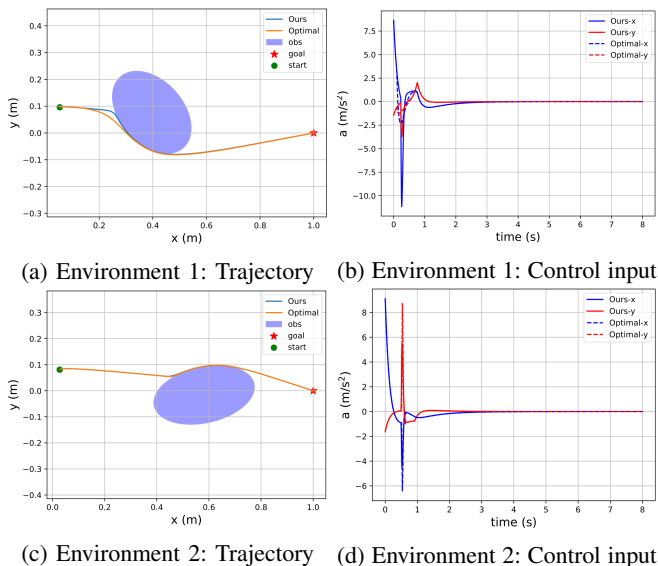 Ours
Optimal
obs
goal
start
y (m)
0.4
0.3
0.2
0.1
0.0
−0.1
−0.2
−0.3
0.2
0.4
0.6
0.8
1.0
x (m)
(a) Environment 1: Trajectory
Ours-x
Ours-y
Optimal-x
Optimal-y
a (m/s²)
7.5
5.0
2.5
0.0
−2.5
−5.0
−7.5
−10.0
0
1
2
3
4
5
6
7
8
time (s)
(b) Environment 1: Control input
Ours
Optimal
obs
goal
start
y (m)
0.3
0.2
0.1
0.0
−0.1
−0.2
−0.3
−0.4
0.0
0.2
0.4
0.6
0.8
1.0
x (m)
(c) Environment 2: Trajectory
Ours-x
Ours-y
Optimal-x
Optimal-y
a (m/s²)
8
6
4
2
0
−2
−4
−6
0
1
2
3
4
5
6
7
8
time (s)
(d) Environment 2: Control input